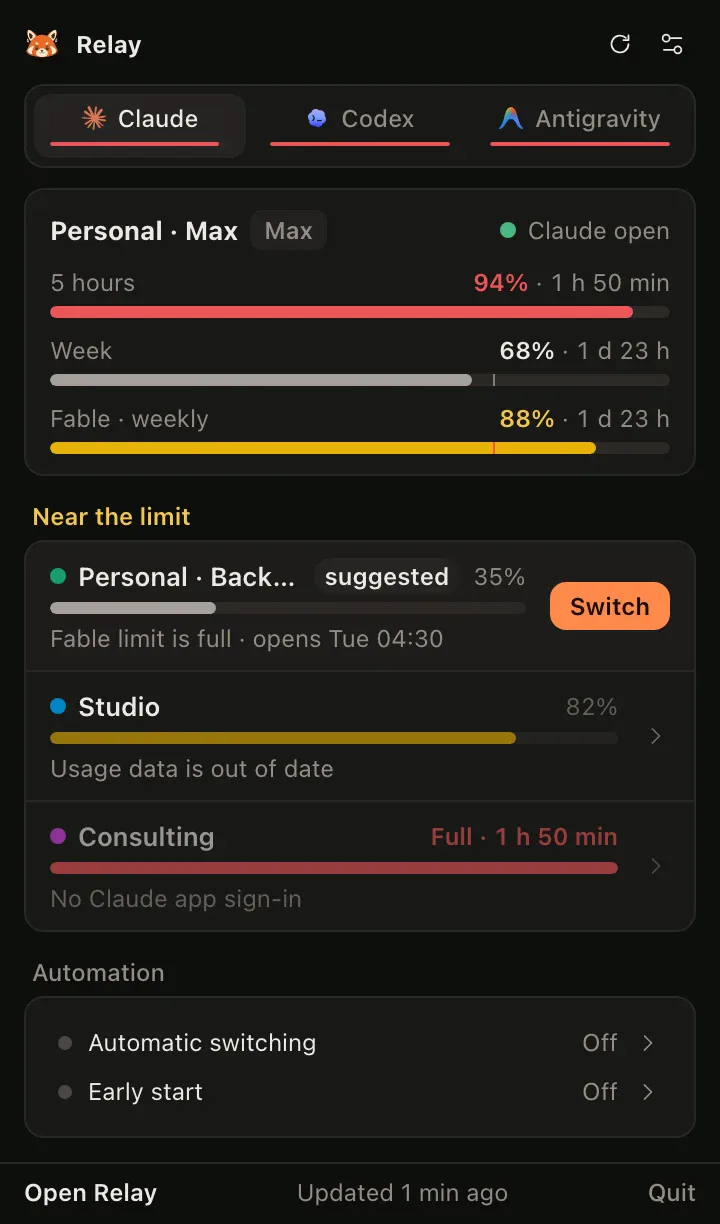 Relay
Claude Codex Antigravity
Personal · Max Max Claude open
5 hours 94% · 1 h 50 min
Week 68% · 1 d 23 h
Fable · weekly 88% · 1 d 23 h
Near the limit
Personal · Back... suggested 35%
Switch
Fable limit is full · opens Tue 04:30
Studio 82%
Usage data is out of date
Consulting Full · 1 h 50 min
No Claude app sign-in
Automation
Automatic switching Off
Early start Off
Open Relay Updated 1 min ago Quit